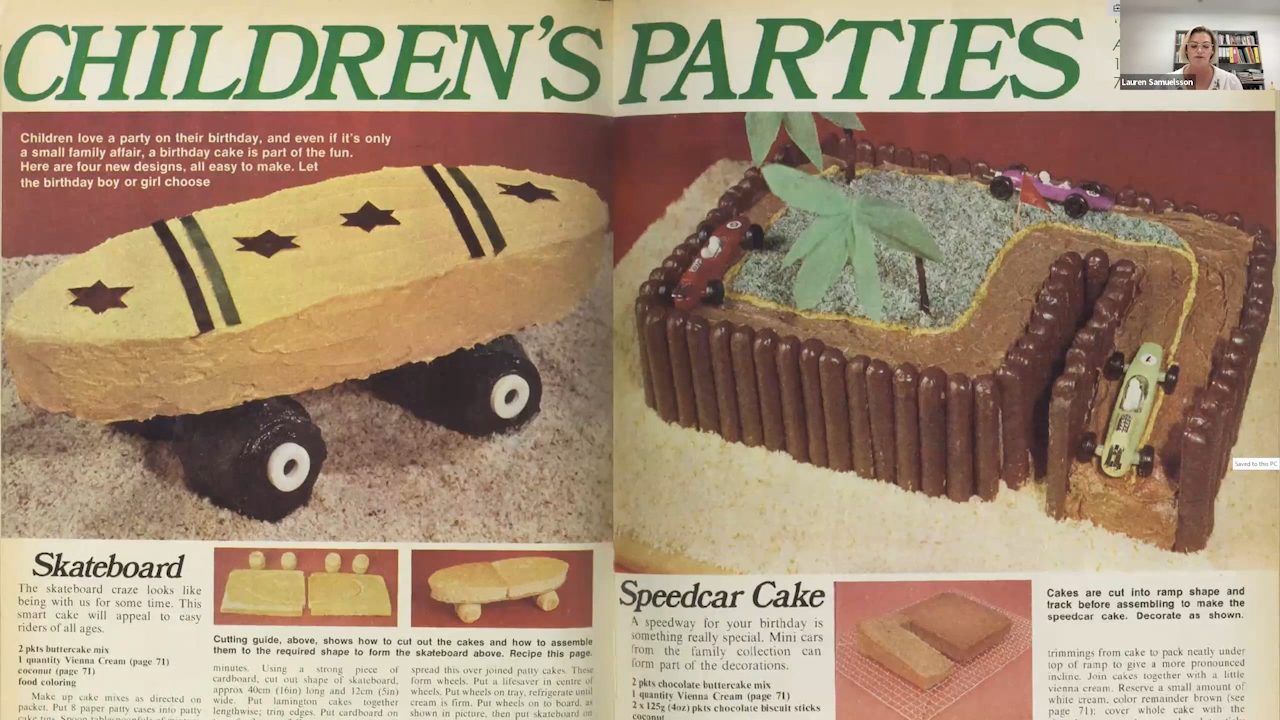 CHILDREN'S PARTIES
Lauren Samuelsson
Children love a party on their birthday, and even if it's only
a small family affair, a birthday cake is part of the fun.
Here are four new designs, all easy to make. Let
the birthday boy or girl choose
Saved to this PC
Skateboard
The skateboard craze looks like
being with us for some time. This
smart cake will appeal to easy
riders of all ages.
2 pkts buttercake mix
1 quantity Vienna Cream (page 71)
coconut (page 71)
food coloring
Make up cake mixes as directed on
packet. Put 8 paper patty cases into
Cutting guide, above, shows how to cut out the cakes and how to assemble
them to the required shape to form the skateboard above. Recipe this page.
minutes. Using a strong piece of
cardboard, cut out shape of skateboard,
approx 40cm (16in) long and 12cm (5in)
wide. Put lamington cakes together
lengthwise; trim edges. Put cardboard on
spread this over joined patty cakes. These
form wheels. Put a lifesaver in centre of
wheels. Put wheels on tray, refrigerate until
cream is firm. Put wheels on to board, as
shown in picture, then put skateboard on
Speedcar Cake
A speedway for your birthday is
something really special. Mini cars
from the family collection can
form part of the decorations.
2 pkts chocolate buttercake mix
1 quantity Vienna Cream (page 71)
2 x 125g (4oz) pkts chocolate biscuit sticks
coconut
Cakes are cut into ramp shape and
track before assembling to make the
speedcar cake. Decorate as shown.
trimmings from cake to pack neatly under
top of ramp to give a more pronounced
incline. Join cakes together with a little
vienna cream. Reserve a small amount of
white cream, color remainder brown (see
page 71); cover whole cake with the